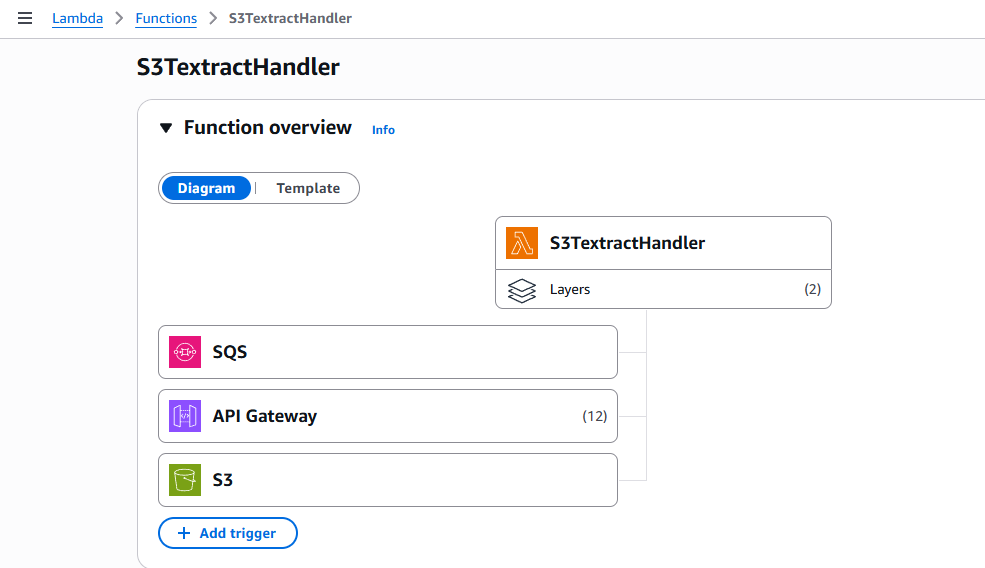 Lambda > Functions > S3TextractHandler
S3TextractHandler
Function overview Info
Diagram | Template
S3TextractHandler
Layers (2)
SQS
API Gateway (12)
S3
+ Add trigger